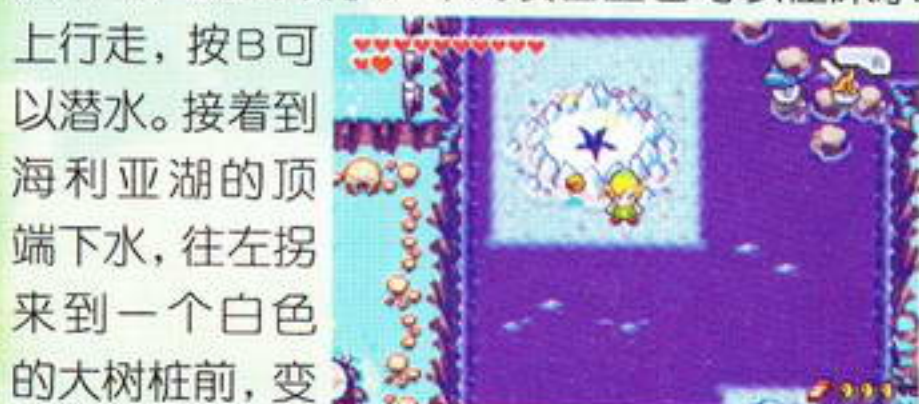 上行走，按B可
以潜水。接着到
海利亚湖的顶
端下水，往左拐
来到一个白色
的大树桩前，变
999